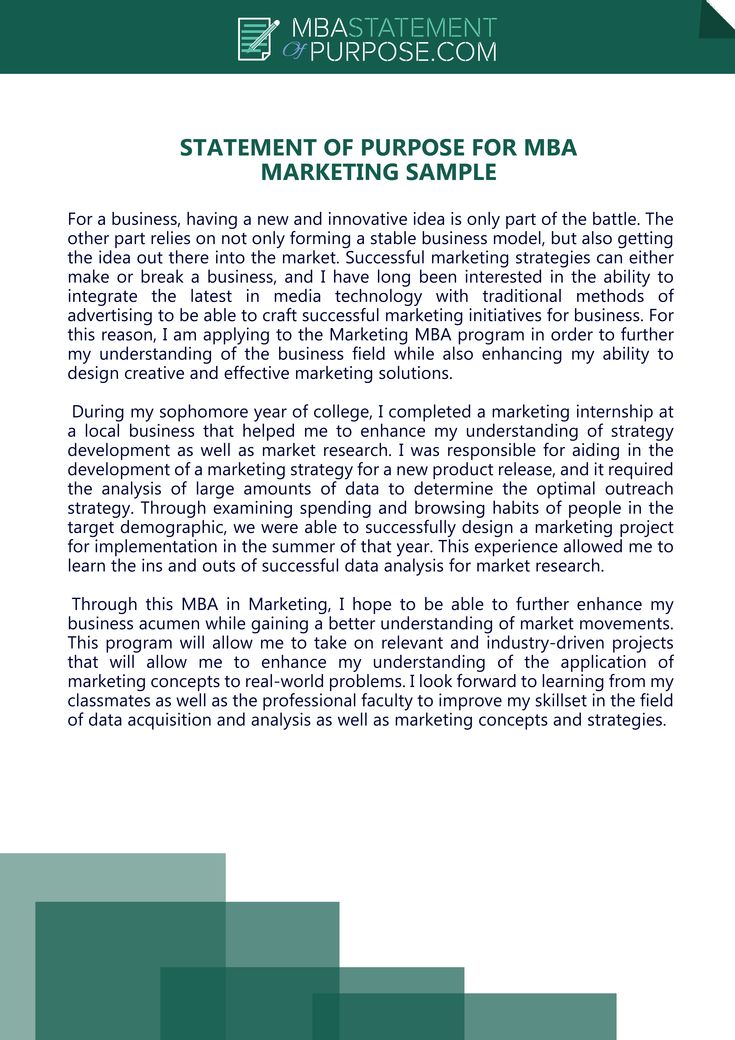 MBASTATEMENT
Of PURPOSE.COM
STATEMENT OF PURPOSE FOR MBA
MARKETING SAMPLE
For a business, having a new and innovative idea is only part of the battle. The
other part relies on not only forming a stable business model, but also getting
the idea out there into the market. Successful marketing strategies can either
make or break a business, and I have long been interested in the ability to
integrate the latest in media technology with traditional methods of
advertising to be able to craft successful marketing initiatives for business. For
this reason, I am applying to the Marketing MBA program in order to further
my understanding of the business field while also enhancing my ability to
design creative and effective marketing solutions.
During my sophomore year of college, I completed a marketing internship at
a local business that helped me to enhance my understanding of strategy
development as well as market research. I was responsible for aiding in the
development of a marketing strategy for a new product release, and it required
the analysis of large amounts of data to determine the optimal outreach
strategy. Through examining spending and browsing habits of people in the
target demographic, we were able to successfully design a marketing project
for implementation in the summer of that year. This experience allowed me to
learn the ins and outs of successful data analysis for market research.
Through this MBA in Marketing, I hope to be able to further enhance my
business acumen while gaining a better understanding of market movements.
This program will allow me to take on relevant and industry-driven projects
that will allow me to enhance my understanding of the application of
marketing concepts to real-world problems. I look forward to learning from my
classmates as well as the professional faculty to improve my skillset in the field
of data acquisition and analysis as well as marketing concepts and strategies.